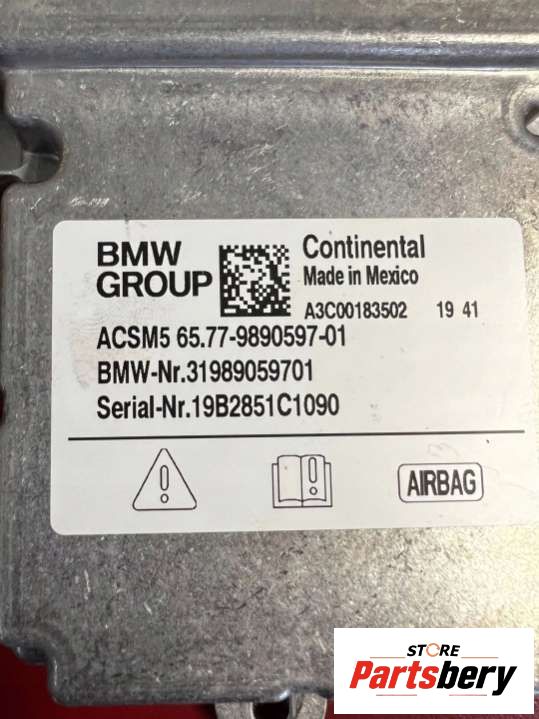 BMW
GROUP
Continental
Made in Mexico
A3C00183502 19 41
ACSM5 65.77-9890597-01
BMW-Nr.31989059701
Serial-Nr.19B2851C1090
AIRBAG
STORE
Partsbery